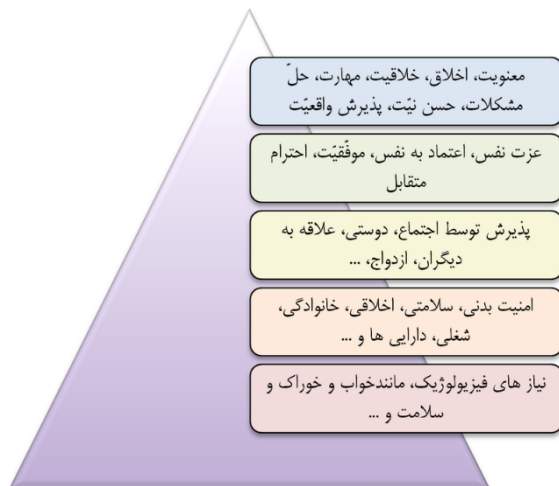 معنویت، اخلاق، خلاقیت، مهارت، حلّ
مشکلات، حسن نیّت، پذیرش واقعیّت
عزت نفس، اعتماد به نفس، موفّقیّت، احترام
متقابل
پذیرش توسط اجتماع، دوستی، علاقه به
دیگران، ازدواج، ...
امنیت بدنی، سلامتی، اخلاقی، خانوادگی،
شغلی، دارایی ها و ...
نیاز های فیزیولوژیک، مانندخواب و خوراک و
سلامت و ...